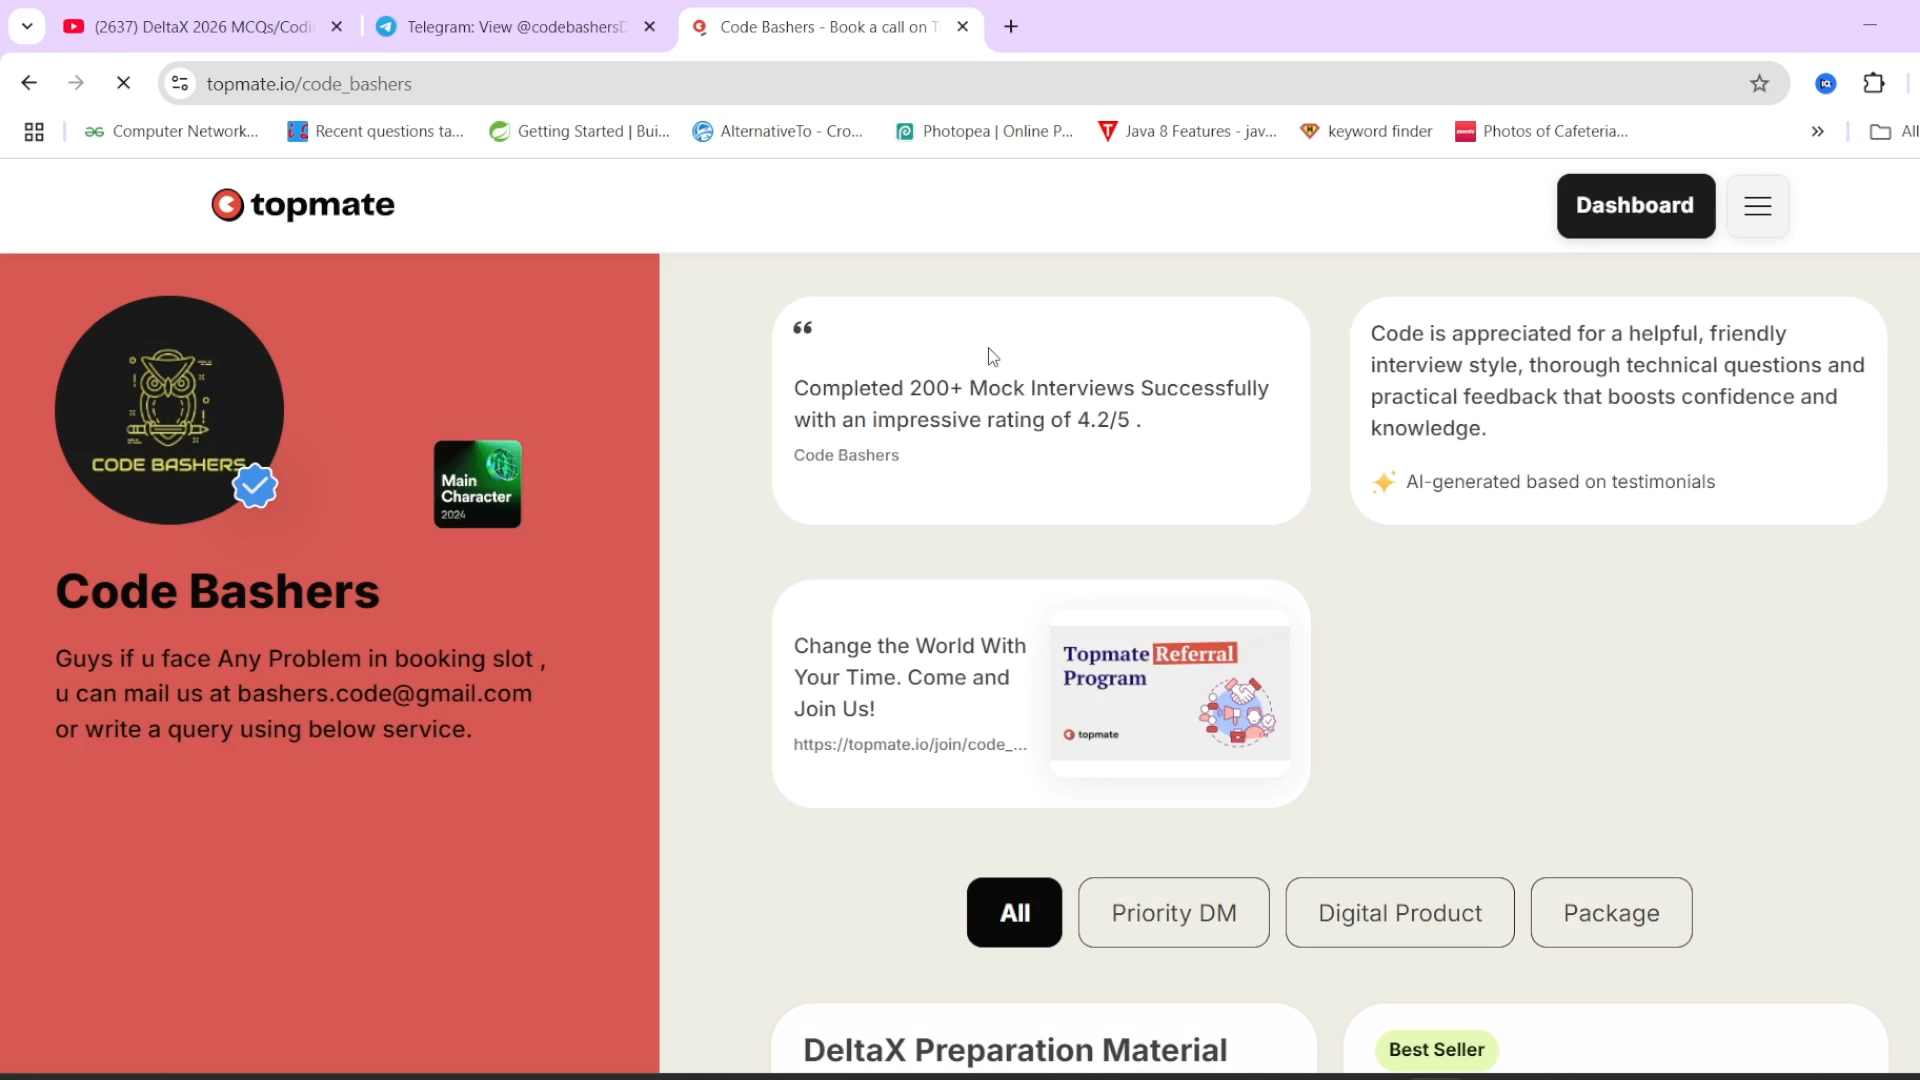 (2637) DeltaX 2026 MCQs/Codi
Telegram: View @codebashers
Code Bashers - Book a call on T
topmate.io/code_bashers
Computer Network...
Recent questions ta...
Getting Started | Bui...
AlternativeTo - Cro...
Photopea | Online P...
Java 8 Features - jav...
keyword finder
Photos of Cafeteria...
»
All
topmate
Dashboard
CODE BASHERS
Main
Character
2024
Code Bashers
Guys if u face Any Problem in booking slot ,
u can mail us at bashers.code@gmail.com
or write a query using below service.
“
Completed 200+ Mock Interviews Successfully
with an impressive rating of 4.2/5 .
Code Bashers
Code is appreciated for a helpful, friendly
interview style, thorough technical questions and
practical feedback that boosts confidence and
knowledge.
AI-generated based on testimonials
Change the World With
Your Time. Come and
Join Us!
https://topmate.io/join/code_...
Topmate Referral
Program
topmate
All
Priority DM
Digital Product
Package
DeltaX Preparation Material
Best Seller